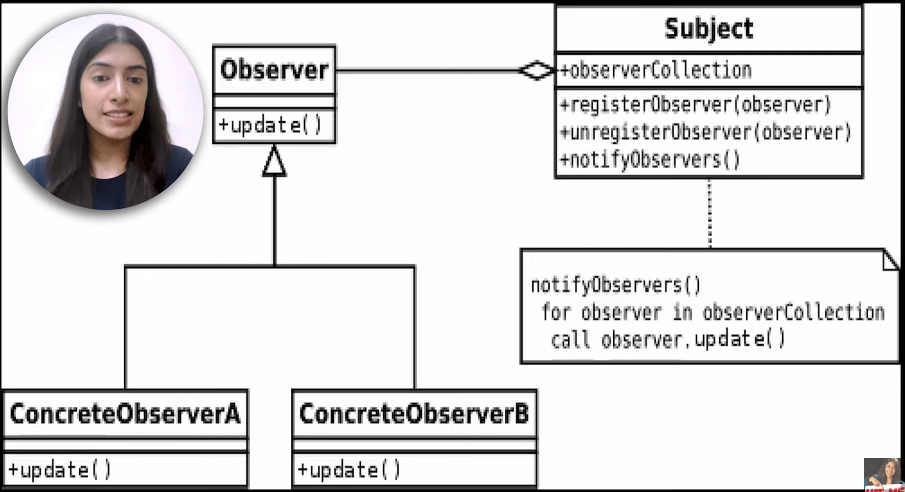 Observer
+update()
Subject
+observerCollection
+registerObserver(observer)
+unregisterObserver(observer)
+notifyObservers()
notifyObservers()
for observer in observerCollection
call observer.update()
ConcreteObserverA
+update()
ConcreteObserverB
+update()